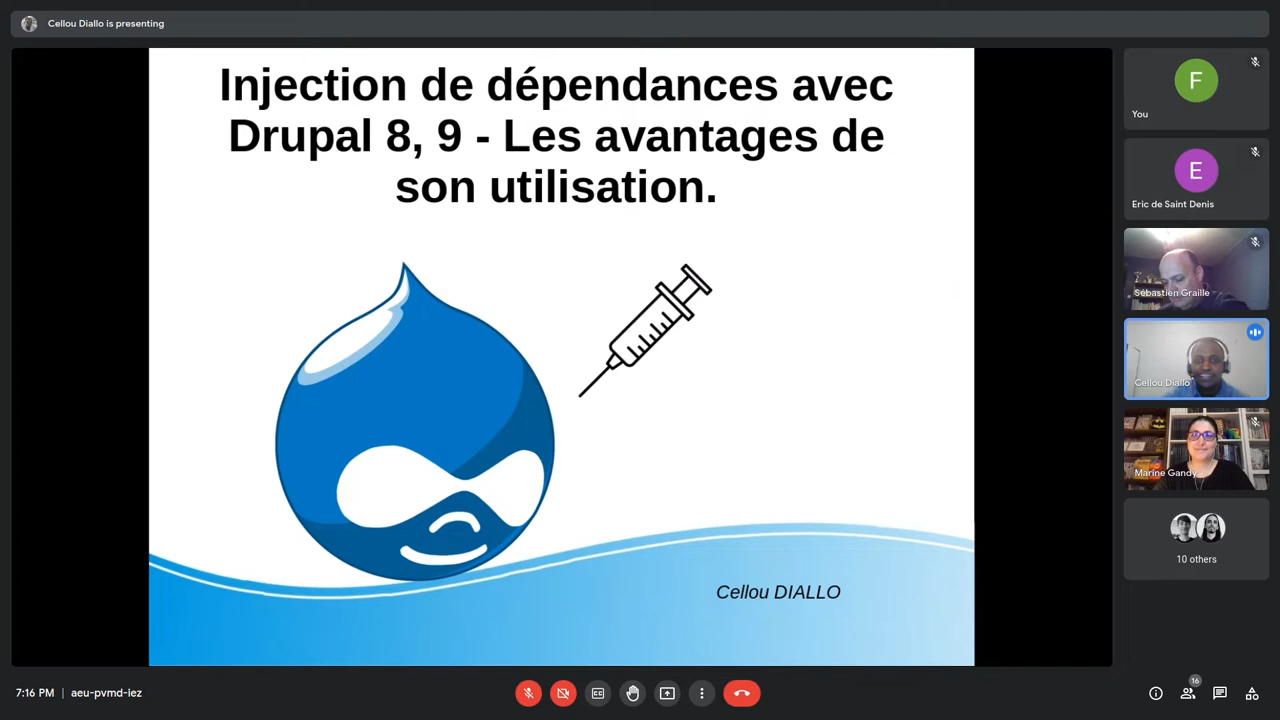 Cellou Diallo is presenting
Injection de dépendances avec
Drupal 8, 9 - Les avantages de
son utilisation.
Cellou DIALLO
F
You
E
Eric de Saint Denis
Sébastien Graille
Cellou Diallo
Marine Gandy
10 others
7:16 PM | aeu-pvmd-iez
CC
16